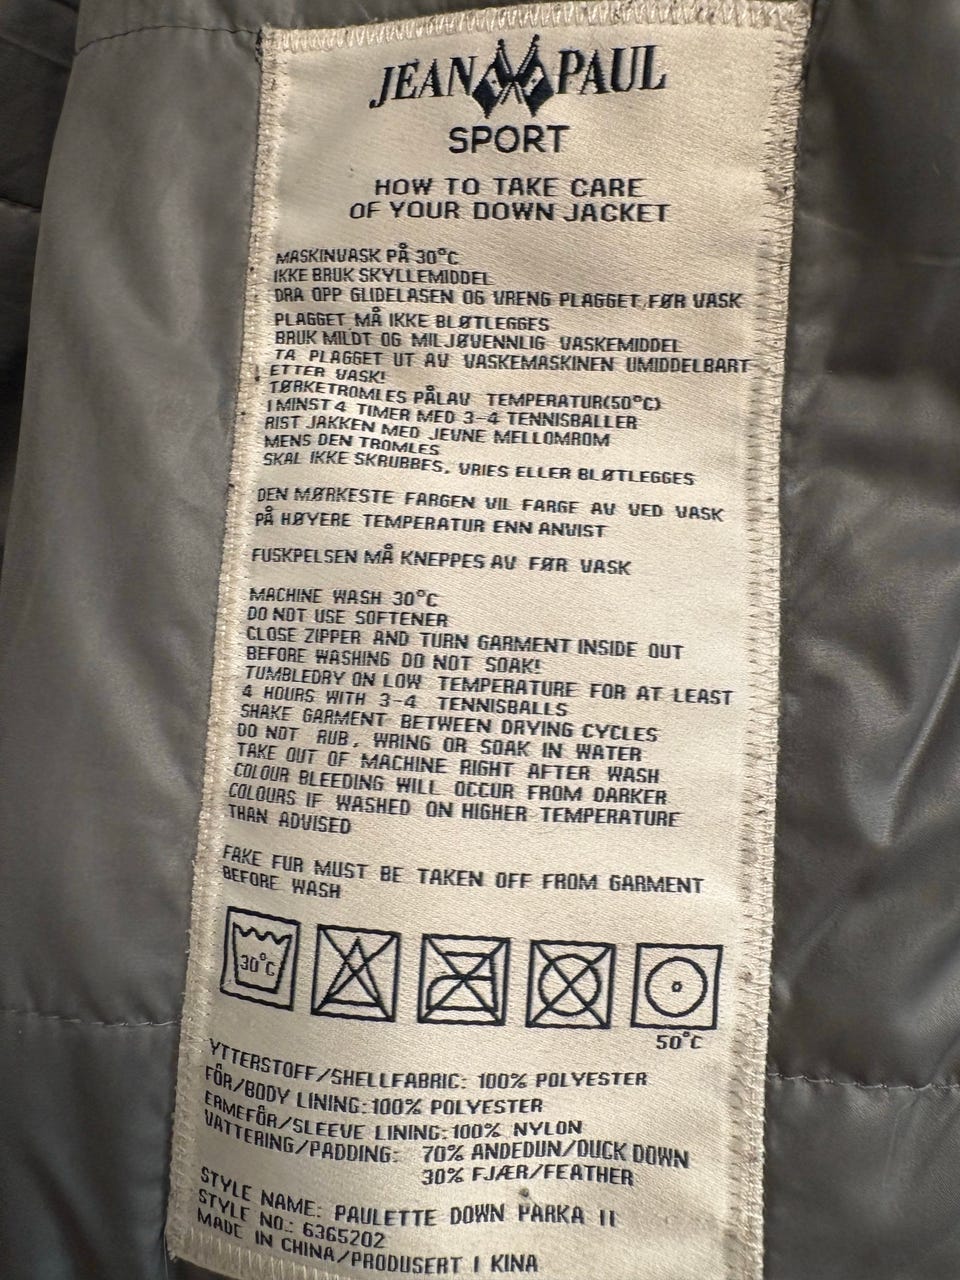 JEAN PAUL
SPORT
HOW TO TAKE CARE
OF YOUR DOWN JACKET
MASKINVASK PÅ 30°C
IKKE BRUK SKYLLEMIDDEL
DRA OPP GLIDELASEN OG VRENG PLAGGET FØR VASK
PLAGGET MÅ IKKE BLØTLEGGES
BRUK MILDT OG MILJØVENNLIG VASKEMIDDEL
TA PLAGGET UT AV VASKEMASKINEN UMIDDELBART
ETTER VASK!
TØRKETROMLES PÅLAV TEMPERATUR(50°C)
I MINST 4 TIMER MED 3-4 TENNISBALLER
RIST JAKKEN MED JEVNE MELLOMROM
MENS DEN TROMLES
SKAL IKKE SKRUBBES, VRIES ELLER BLØTLEGGES
DEN MØRKESTE FARGEN VIL FARGE AV VED VASK
PÅ HØYERE TEMPERATUR ENN ANVIST
FUSKPELSEN MÅ KNEPPES AV FØR VASK
MACHINE WASH 30°C
DO NOT USE SOFTENER
CLOSE ZIPPER AND TURN GARMENT INSIDE OUT
BEFORE WASHING DO NOT SOAK!
TUMBLEDRY ON LOW TEMPERATURE FOR AT LEAST
4 HOURS WITH 3-4 TENNISBALLS
SHAKE GARMENT BETWEEN DRYING CYCLES
DO NOT RUB, WRING OR SOAK IN WATER
TAKE OUT OF MACHINE RIGHT AFTER WASH
COLOUR BLEEDING WILL OCCUR FROM DARKER
COLOURS IF WASHED ON HIGHER TEMPERATURE
THAN ADVISED
FAKE FUR MUST BE TAKEN OFF FROM GARMENT
BEFORE WASH
30°C
50°C
YTTERSTOFF/SHELLFABRIC: 100% POLYESTER
FÔR/BODY LINING: 100% POLYESTER
ERMEFÔR/SLEEVE LINING: 100% NYLON
VATTERING/PADDING: 70% ANDEDUN/DUCK DOWN
30% FJÆR/FEATHER
STYLE NAME: PAULETTE DOWN PARKA II
STYLE NO.: 6365202
MADE IN CHINA/PRODUSERT I KINA